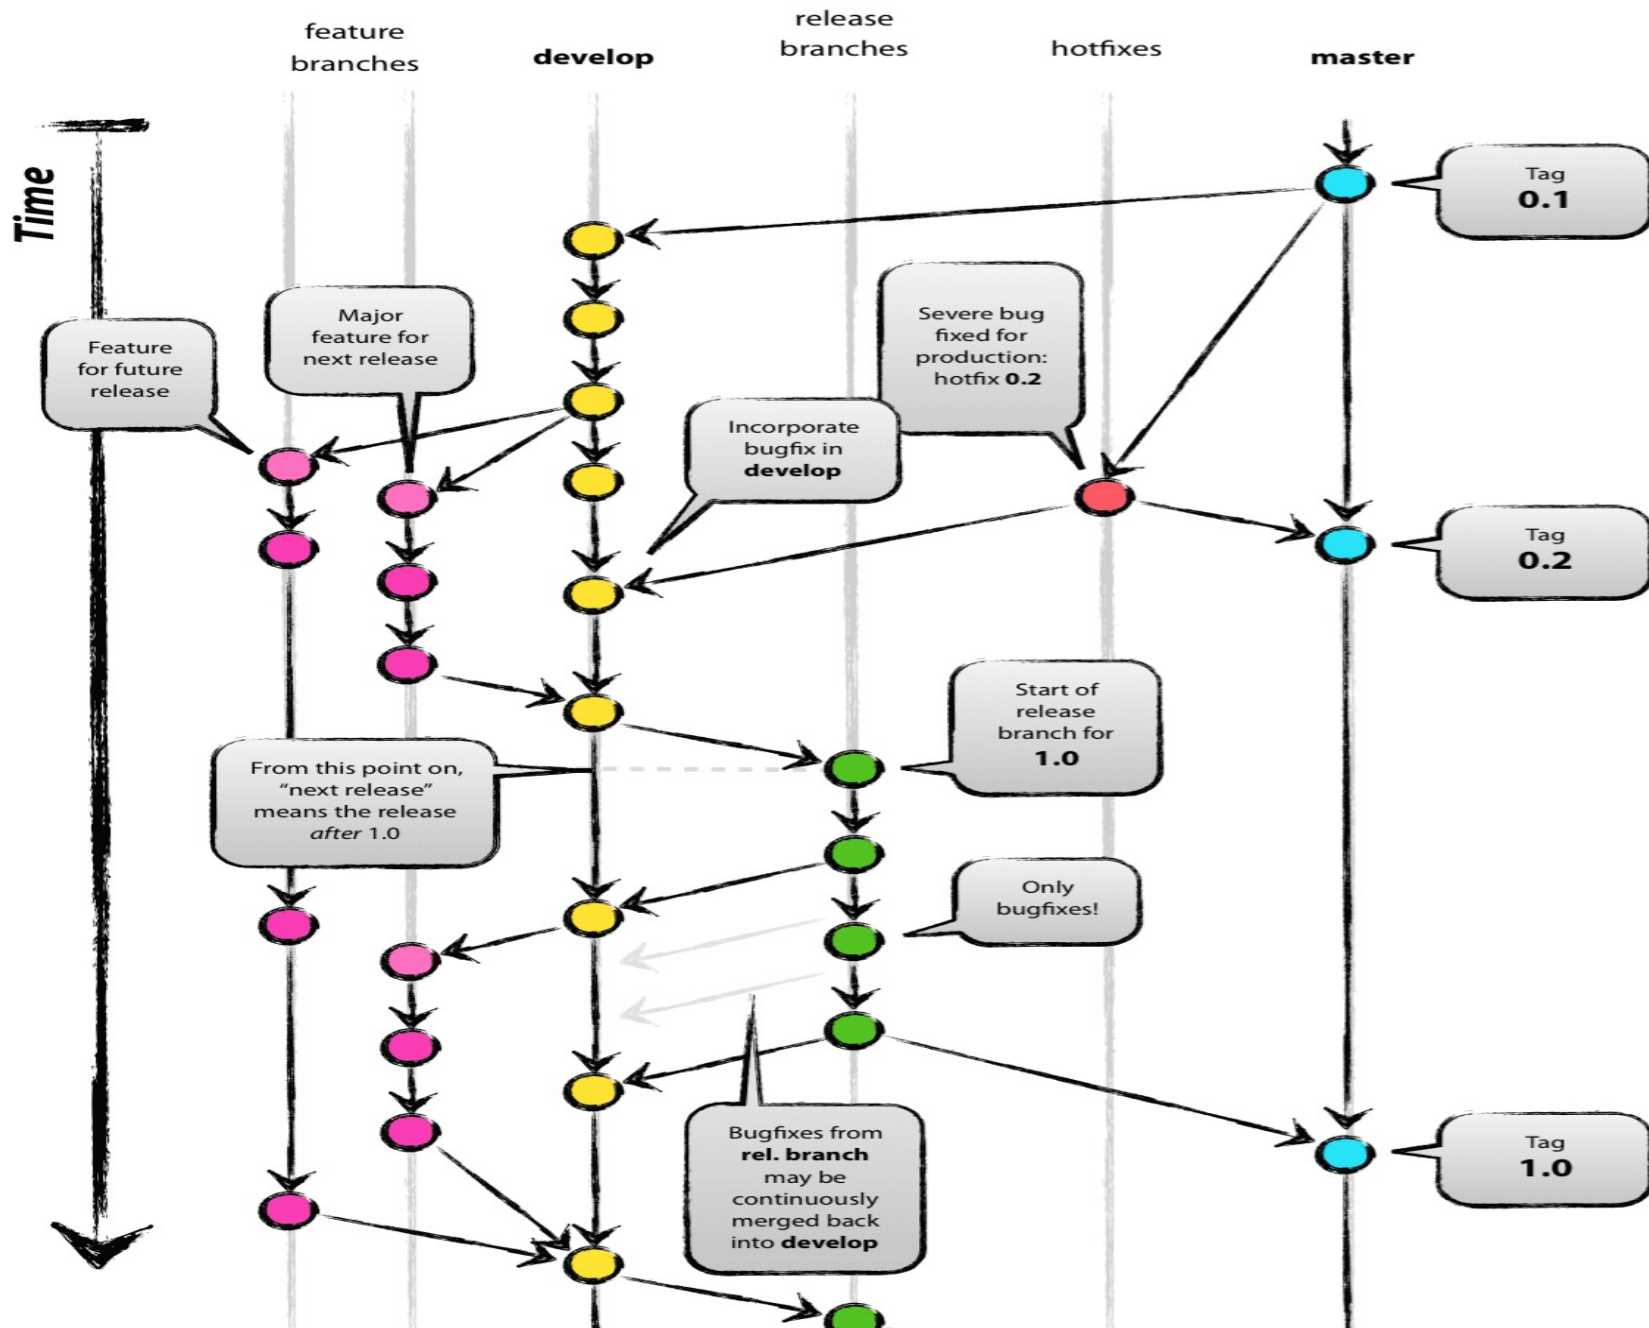 feature
branches
develop
release
branches
hotfixes
master
Time
Tag
0.1
Feature
for future
release
Major
feature for
next release
Severe bug
fixed for
production:
hotfix 0.2
Incorporate
bugfix in
develop
Tag
0.2
Start of
release
branch for
1.0
From this point on,
“next release”
means the release
after 1.0
Only
bugfixes!
Bugfixes from
rel. branch
may be
continuously
merged back
into develop
Tag
1.0